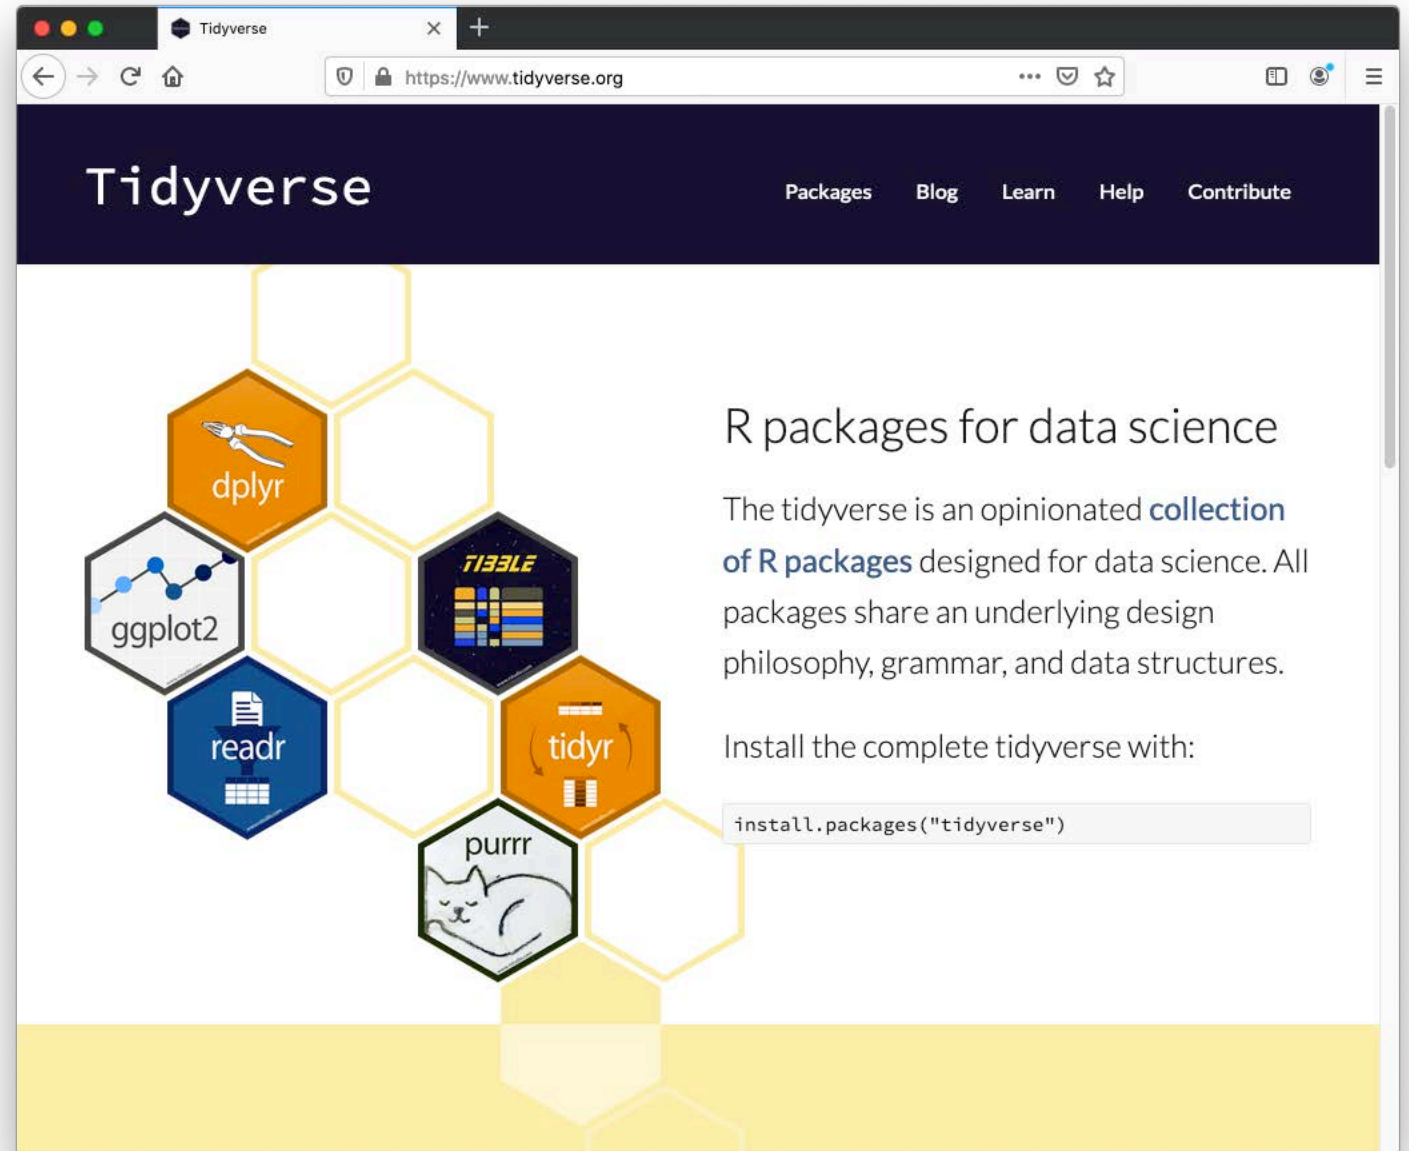 Tidyverse
https://www.tidyverse.org
Tidyverse
Packages Blog Learn Help Contribute
dplyr
TIBBLE
ggplot2
readr
tidyr
purrr
R packages for data science
The tidyverse is an opinionated collection
of R packages designed for data science. All
packages share an underlying design
philosophy, grammar, and data structures.
Install the complete tidyverse with:
install.packages("tidyverse")